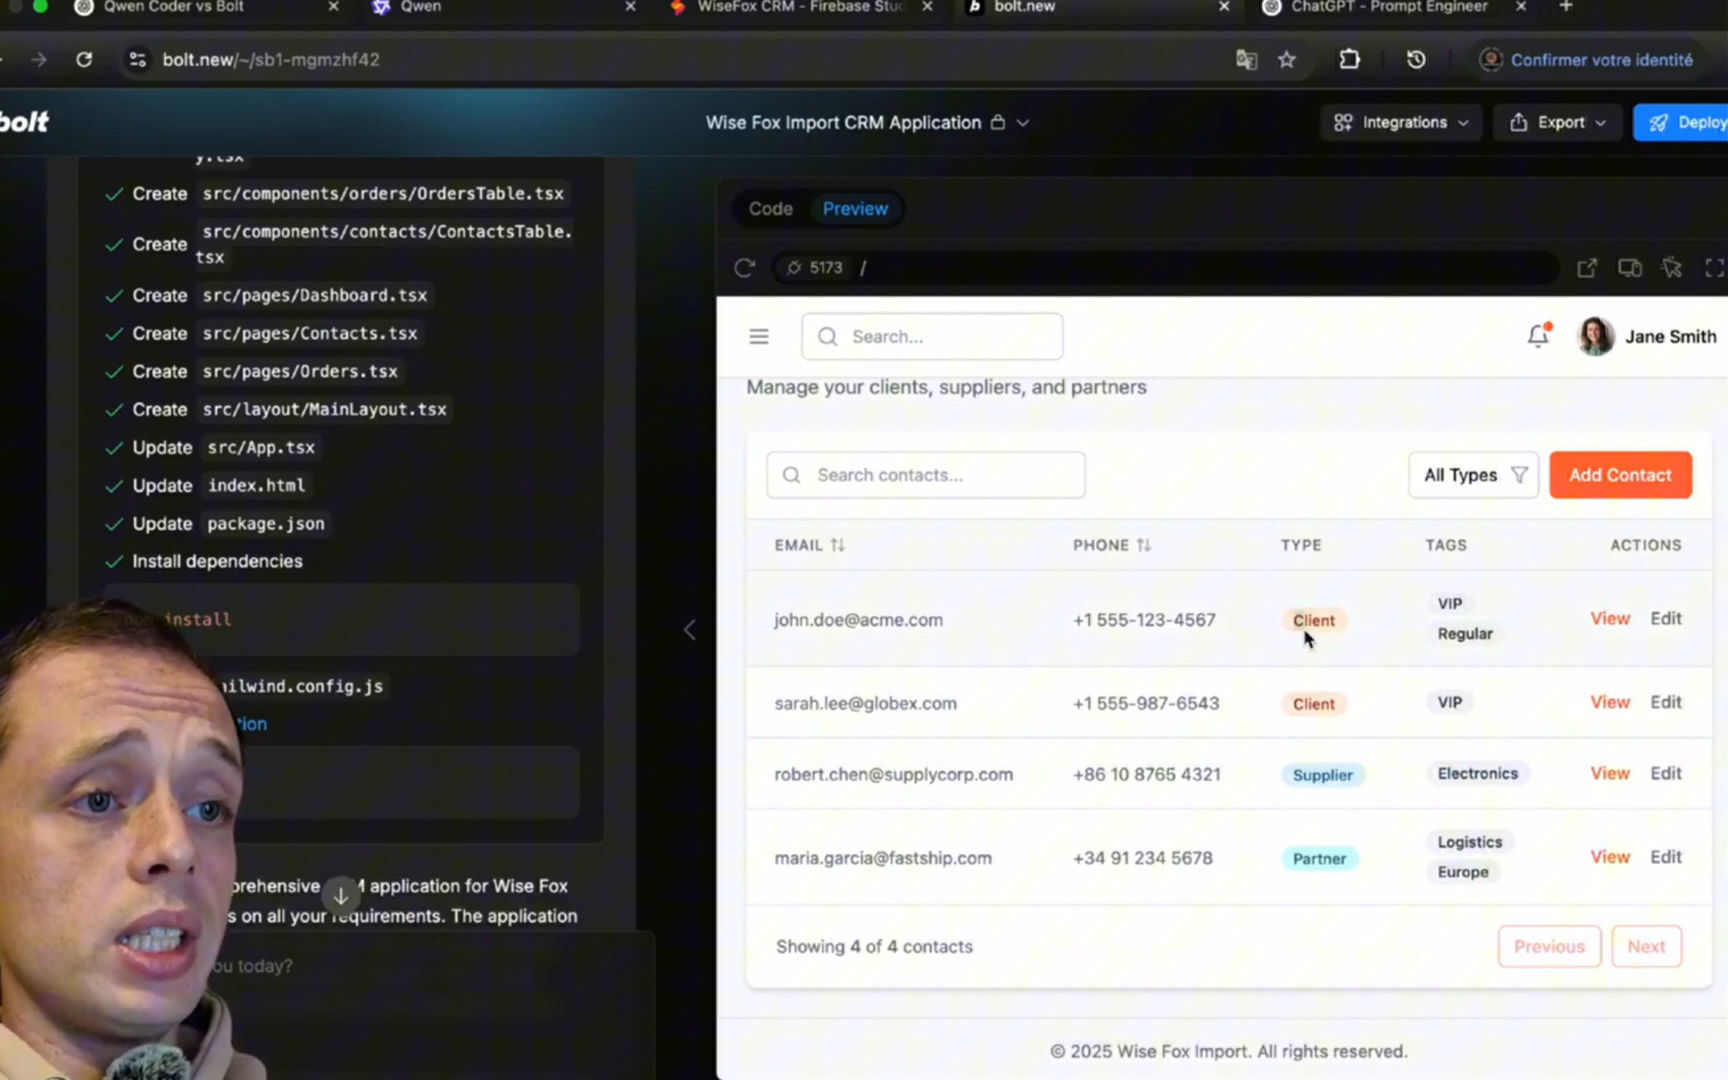 Qwen Coder vs Bolt
Qwen
WiseFox CRM - Firebase Stud
bolt.new
ChatGPT - Prompt Engineer
bolt.new/~/sb1-mgmzhf42
Confirmer votre identité
bolt
Wise Fox Import CRM Application
Integrations
Export
Deploy
y.tsx
Create src/components/orders/OrdersTable.tsx
Create src/components/contacts/ContactsTable.
tsx
Create src/pages/Dashboard.tsx
Create src/pages/Contacts.tsx
Create src/pages/Orders.tsx
Create src/layout/MainLayout.tsx
Update src/App.tsx
Update index.html
Update package.json
Install dependencies
install
ailwind.config.js
tion
prehensive M application for Wise Fox
s on all your requirements. The application
ou today?
Code
Preview
5173 /
Search...
Jane Smith
Manage your clients, suppliers, and partners
Search contacts...
All Types
Add Contact
EMAIL PHONE TYPE TAGS ACTIONS
john.doe@acme.com +1 555-123-4567 Client VIP Regular View Edit
sarah.lee@globex.com +1 555-987-6543 Client VIP View Edit
robert.chen@supplycorp.com +86 10 8765 4321 Supplier Electronics View Edit
maria.garcia@fastship.com +34 91 234 5678 Partner Logistics Europe View Edit
Showing 4 of 4 contacts
Previous
Next
© 2025 Wise Fox Import. All rights reserved.